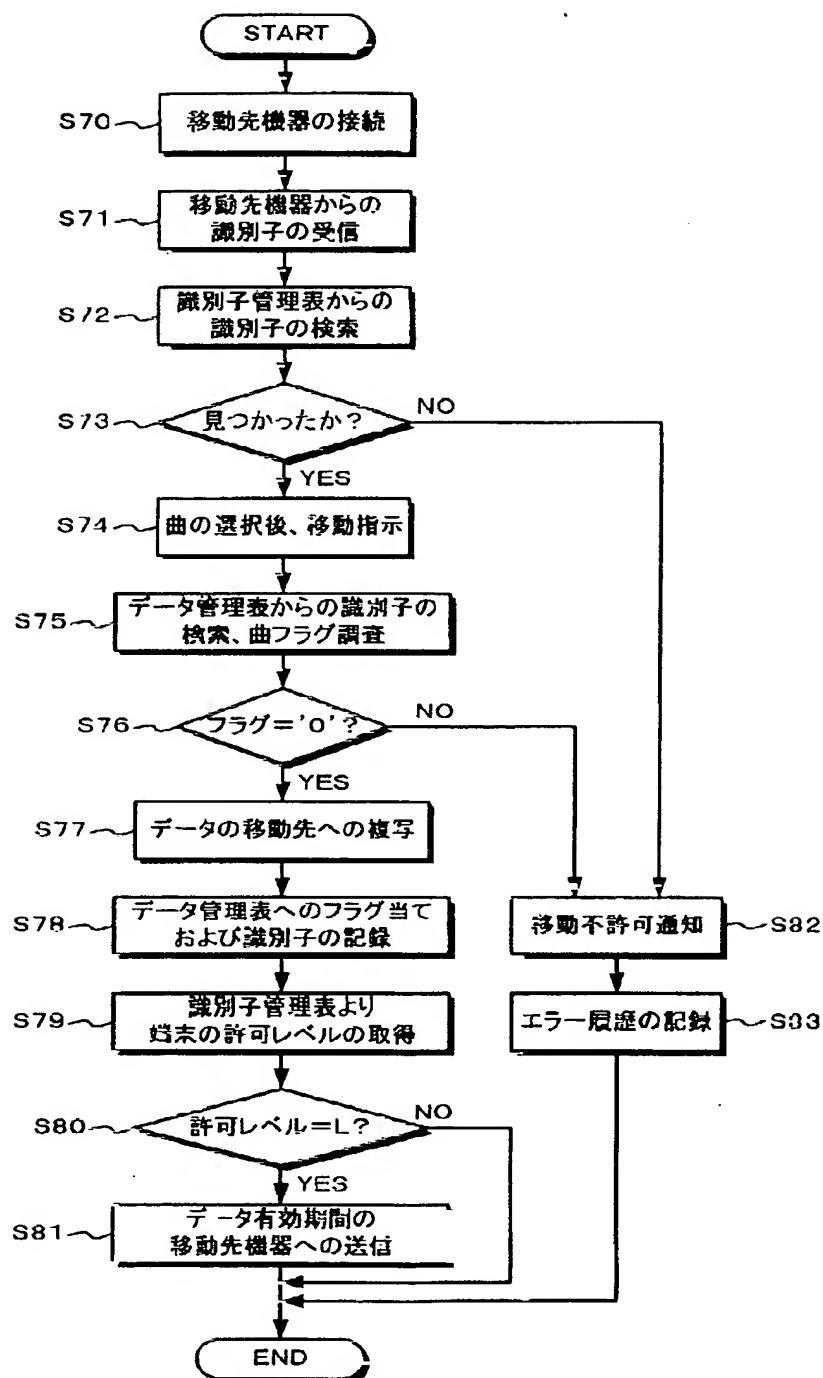 START
S70
移動先機器の接続
S71
移動先機器からの
識別子の受信
S72
識別子管理表からの
識別子の検索
S73
見つかったか？
NO
YES
S74
曲の選択後、移動指示
S75
データ管理表からの識別子の
検索、曲フラグ調査
S76
フラグ＝'0'？
NO
YES
S77
データの移動先への複写
S78
データ管理表へのフラグ当て
および識別子の記録
移動不許可通知
S82
S79
識別子管理表より
端末の許可レベルの取得
エラー履歴の記録
S83
S80
許可レベル＝L？
NO
YES
S81
データ有効期間の
移動先機器への送信
END